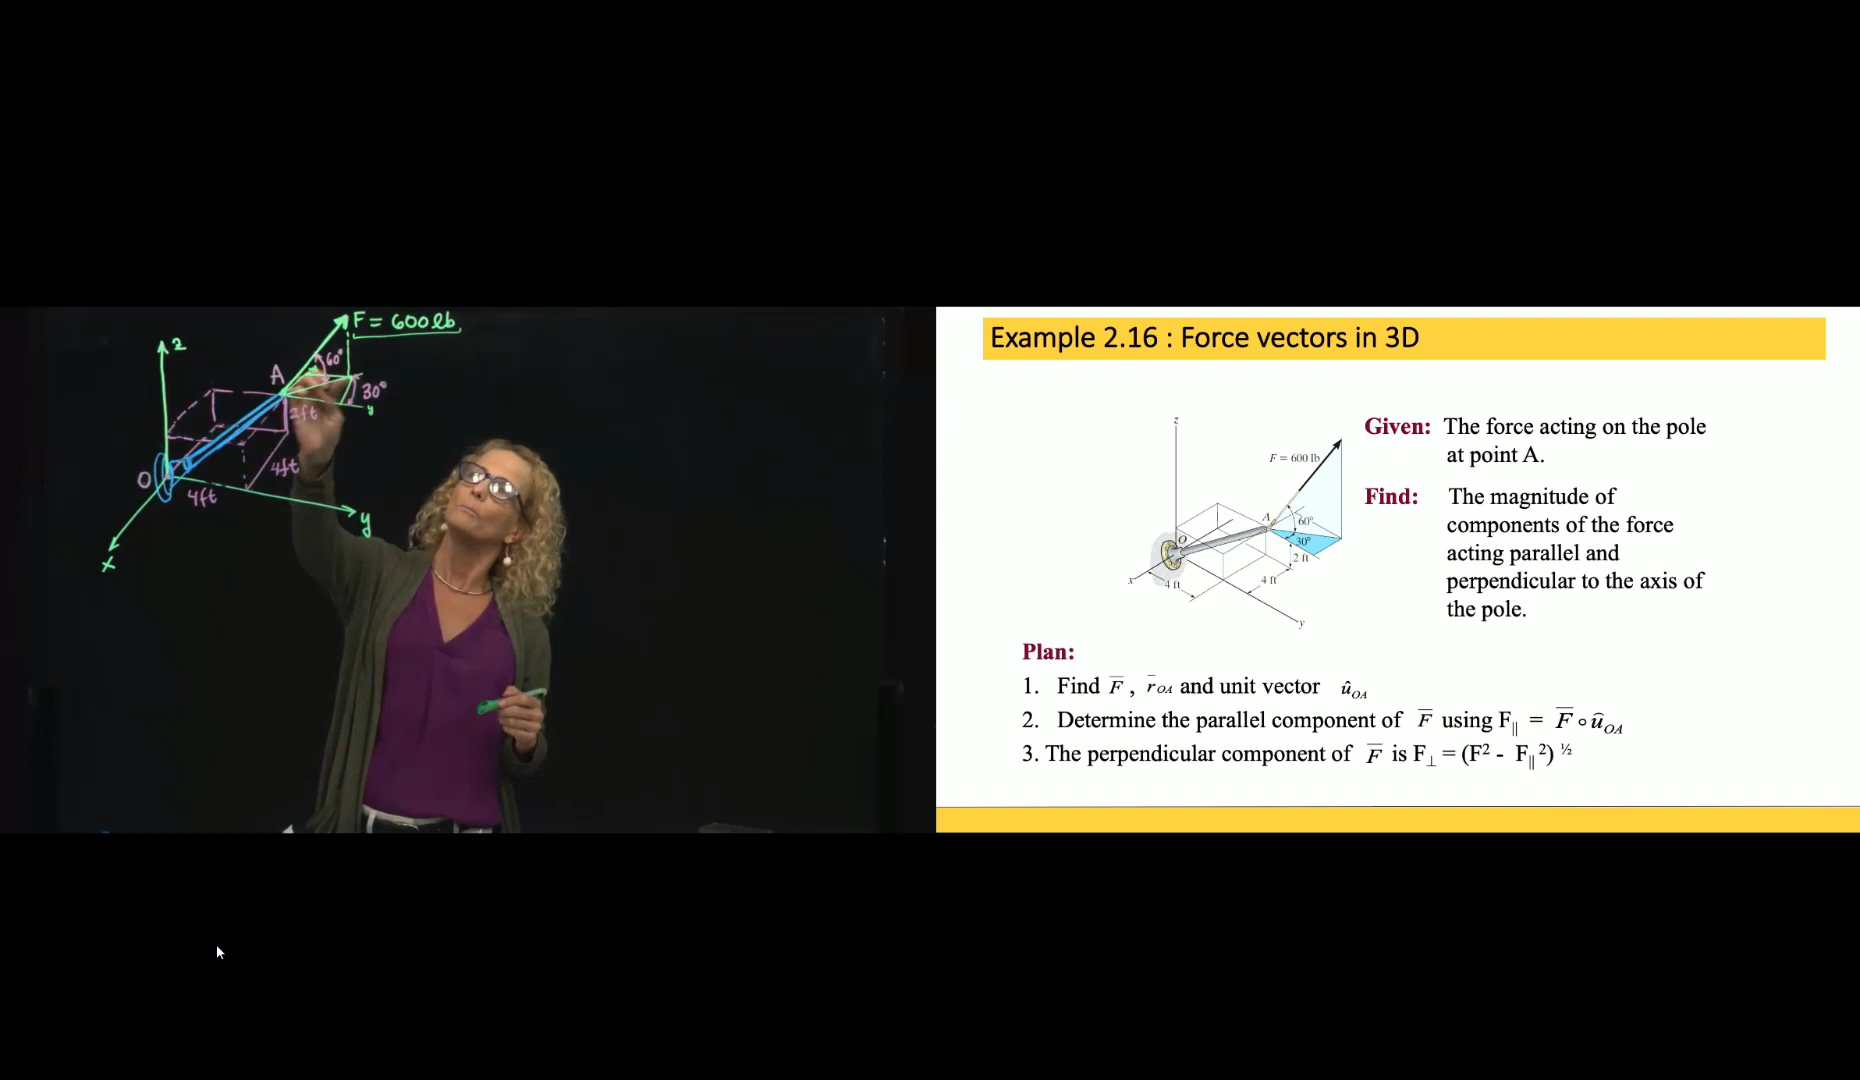 F = 600 lb
z
A
60°
30°
y
2ft
4ft
O
4ft
y
x
Example 2.16 : Force vectors in 3D
z
F = 600 lb
A
60°
30°
O
2 ft
x
4 ft
4 ft
y
Given: The force acting on the pole
at point A.
Find: The magnitude of
components of the force
acting parallel and
perpendicular to the axis of
the pole.
Plan:
1. Find F̅ , r̅OA and unit vector ûOA
2. Determine the parallel component of F̅ using F∥ = F̅ ∘ ûOA
3. The perpendicular component of F̅ is F⊥ = (F² - F∥²) ½